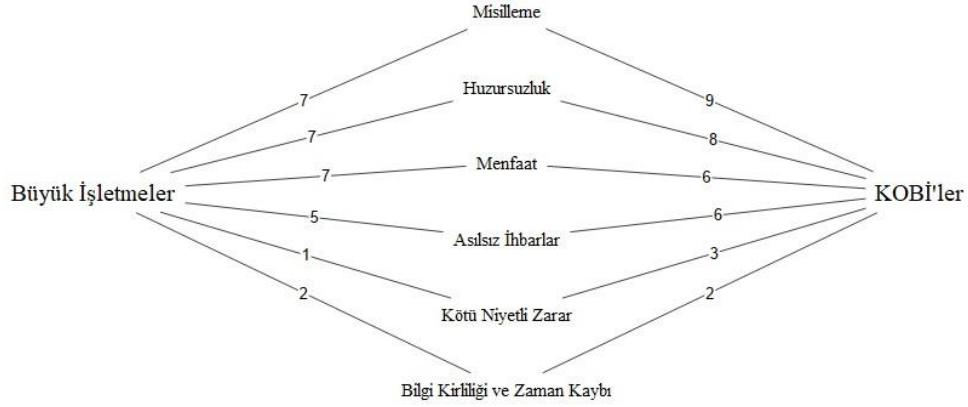 Misilleme
7
9
Huzursuzluk
7
8
Menfaat
7
6
Büyük İşletmeler
KOBİ'ler
5
6
Asılsız İhbarlar
1
3
2
2
Kötü Niyetli Zarar
Bilgi Kirliliği ve Zaman Kaybı